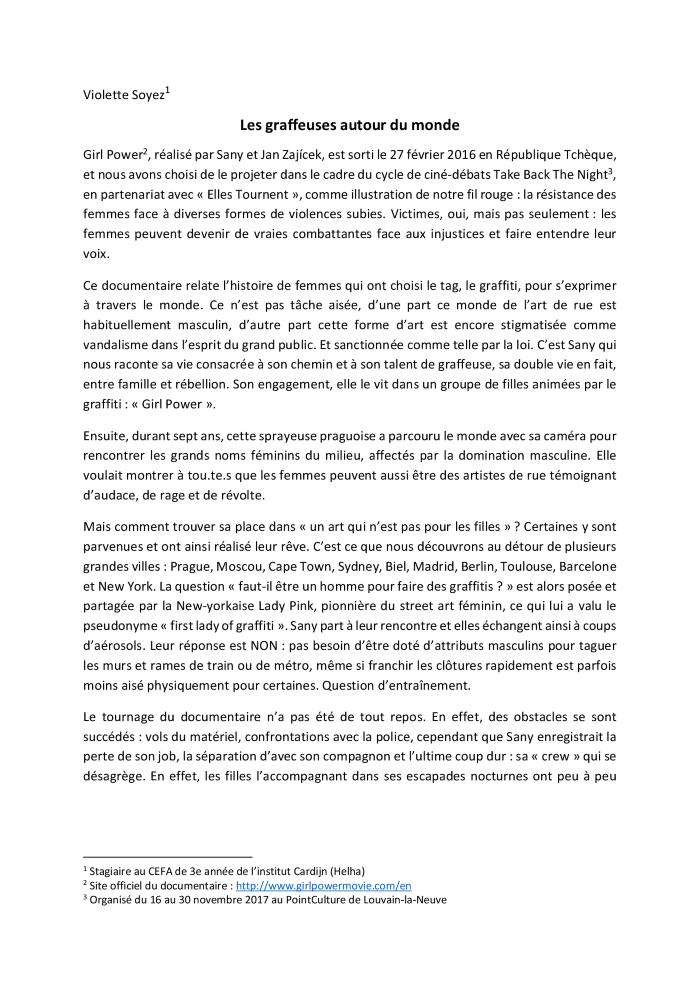 Violette Soyez1
Les graffeuses autour du monde
Girl Power2, réalisé par Sany et Jan Zajícek, est sorti le 27 février 2016 en République Tchèque,
et nous avons choisi de le projeter dans le cadre du cycle de ciné-débats Take Back The Night3,
en partenariat avec « Elles Tournent », comme illustration de notre fil rouge : la résistance des
femmes face à diverses formes de violences subies. Victimes, oui, mais pas seulement : les
femmes peuvent devenir de vraies combattantes face aux injustices et faire entendre leur
voix.
Ce documentaire relate l’histoire de femmes qui ont choisi le tag, le graffiti, pour s’exprimer
à travers le monde. Ce n’est pas tâche aisée, d’une part ce monde de l’art de rue est
habituellement masculin, d’autre part cette forme d’art est encore stigmatisée comme
vandalisme dans l’esprit du grand public. Et sanctionnée comme telle par la loi. C’est Sany qui
nous raconte sa vie consacrée à son chemin et à son talent de graffeuse, sa double vie en fait,
entre famille et rébellion. Son engagement, elle le vit dans un groupe de filles animées par le
graffiti : « Girl Power ».
Ensuite, durant sept ans, cette sprayeuse praguoise a parcouru le monde avec sa caméra pour
rencontrer les grands noms féminins du milieu, affectés par la domination masculine. Elle
voulait montrer à tou.te.s que les femmes peuvent aussi être des artistes de rue témoignant
d’audace, de rage et de révolte.
Mais comment trouver sa place dans « un art qui n’est pas pour les filles » ? Certaines y sont
parvenues et ont ainsi réalisé leur rêve. C’est ce que nous découvrons au détour de plusieurs
grandes villes : Prague, Moscou, Cape Town, Sydney, Biel, Madrid, Berlin, Toulouse, Barcelone
et New York. La question « faut-il être un homme pour faire des graffitis ? » est alors posée et
partagée par la New-yorkaise Lady Pink, pionnière du street art féminin, ce qui lui a valu le
pseudonyme « first lady of graffiti ». Sany part à leur rencontre et elles échangent ainsi à coups
d’aérosols. Leur réponse est NON : pas besoin d’être doté d’attributs masculins pour taguer
les murs et rames de train ou de métro, même si franchir les clôtures rapidement est parfois
moins aisé physiquement pour certaines. Question d’entraînement.
Le tournage du documentaire n’a pas été de tout repos. En effet, des obstacles se sont
succédés : vols du matériel, confrontations avec la police, cependant que Sany enregistrait la
perte de son job, la séparation d’avec son compagnon et l’ultime coup dur : sa « crew » qui se
désagrège. En effet, les filles l’accompagnant dans ses escapades nocturnes ont peu à peu
1 Stagiaire au CEFA de 3e année de l’institut Cardijn (Helha)
2 Site officiel du documentaire : http://www.girlpowermovie.com/en
3 Organisé du 16 au 30 novembre 2017 au PointCulture de Louvain-la-Neuve